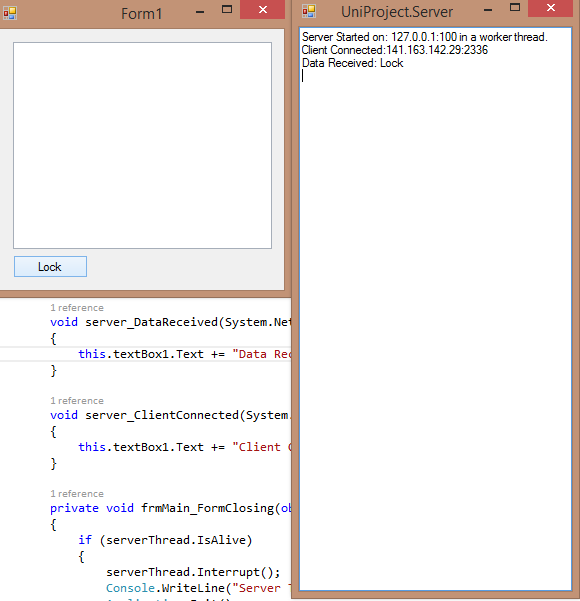 Form1
Lock
UniProject.Server
Server Started on: 127.0.0.1:100 in a worker thread.
Client Connected:141.163.142.29:2336
Data Received: Lock
1 reference
void server_DataReceived(System.Net
{
this.textBox1.Text += "Data Rec
}
1 reference
void server_ClientConnected(System.
{
this.textBox1.Text += "Client C
}
1 reference
private void frmMain_FormClosing(ob
{
if (serverThread.IsAlive)
{
serverThread.Interrupt();
Console.WriteLine("Server T